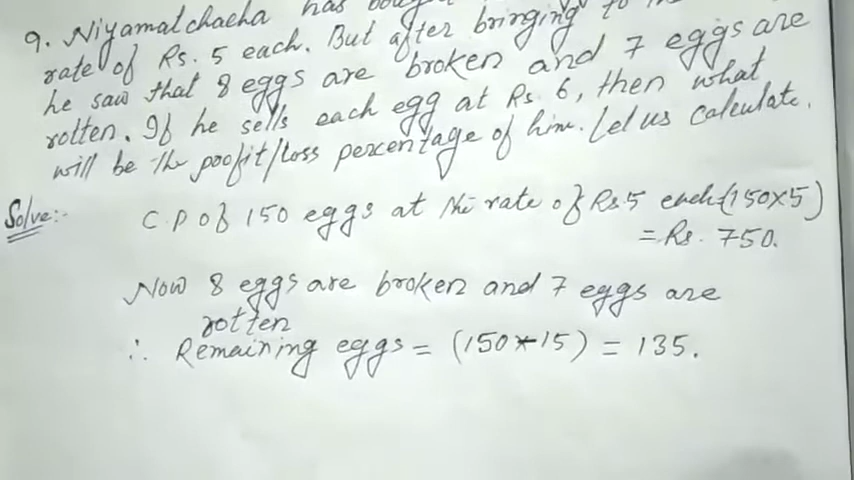 9. Niyamatchacha has
rate of Rs. 5 each. But after bringing to
he saw that 8 eggs are broken and 7 eggs are
rotten. If he sells each egg at Rs. 6, then what
will be the profit/loss percentage of him. Let us calculate.
Solve:- C.P of 150 eggs at the rate of Rs 5 each = (150×5)
= Rs. 750.
Now 8 eggs are broken and 7 eggs are
rotten
∴ Remaining eggs = (150-15) = 135.